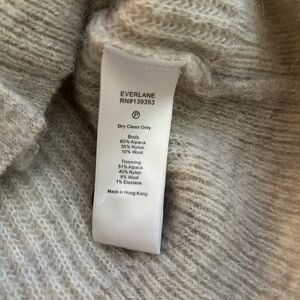 EVERLANE
RN#139393
P
Dry Clean Only.
Body.
60% Alpaca.
30% Nylon.
10% Wool.
Trimming.
51% Alpaca.
40% Nylon.
8% Wool.
1% Elastane.
Made in Hong Kong.